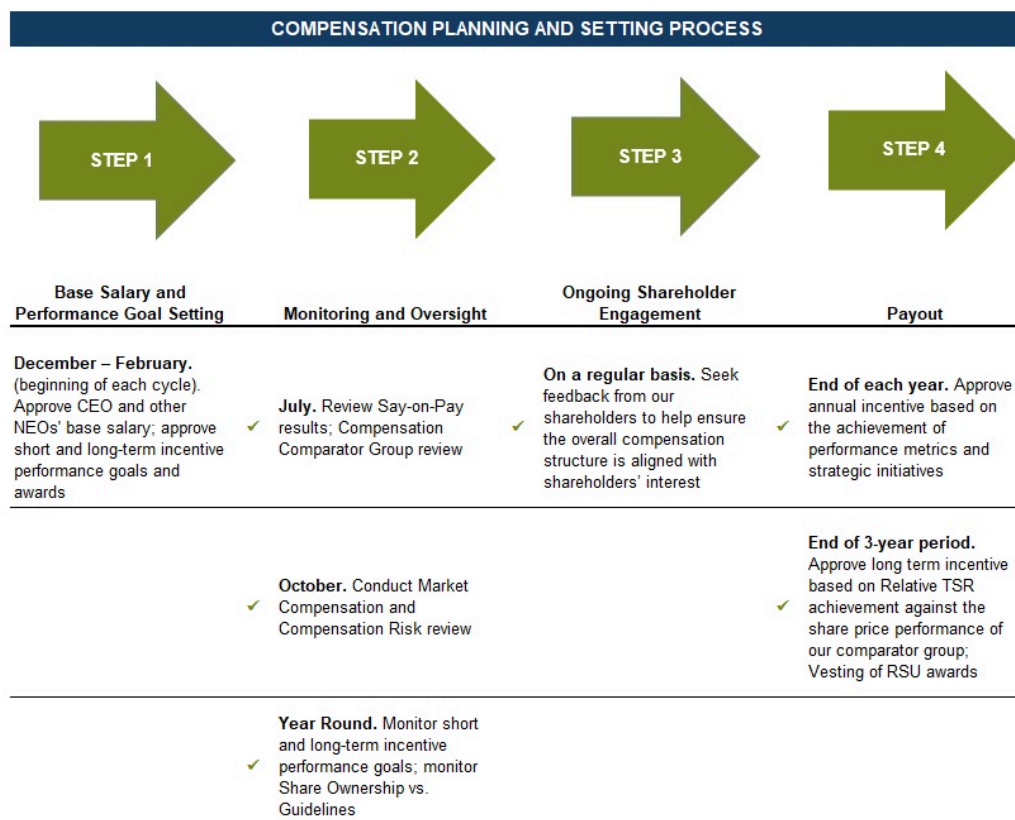 COMPENSATION PLANNING AND SETTING PROCESS
STEP 1
STEP 2
STEP 3
STEP 4
Base Salary and
Performance Goal Setting
Monitoring and Oversight
Ongoing Shareholder
Engagement
Payout
December – February.
(beginning of each cycle).
Approve CEO and other
NEOs' base salary; approve
short and long-term incentive
performance goals and
awards
✓ July. Review Say-on-Pay
results; Compensation
Comparator Group review
✓ On a regular basis. Seek
feedback from our
shareholders to help ensure
the overall compensation
structure is aligned with
shareholders’ interest
✓ End of each year. Approve
annual incentive based on
the achievement of
performance metrics and
strategic initiatives
✓ October. Conduct Market
Compensation and
Compensation Risk review
✓ End of 3-year period.
Approve long term incentive
based on Relative TSR
achievement against the
share price performance of
our comparator group;
Vesting of RSU awards
✓ Year Round. Monitor short
and long-term incentive
performance goals; monitor
Share Ownership vs.
Guidelines